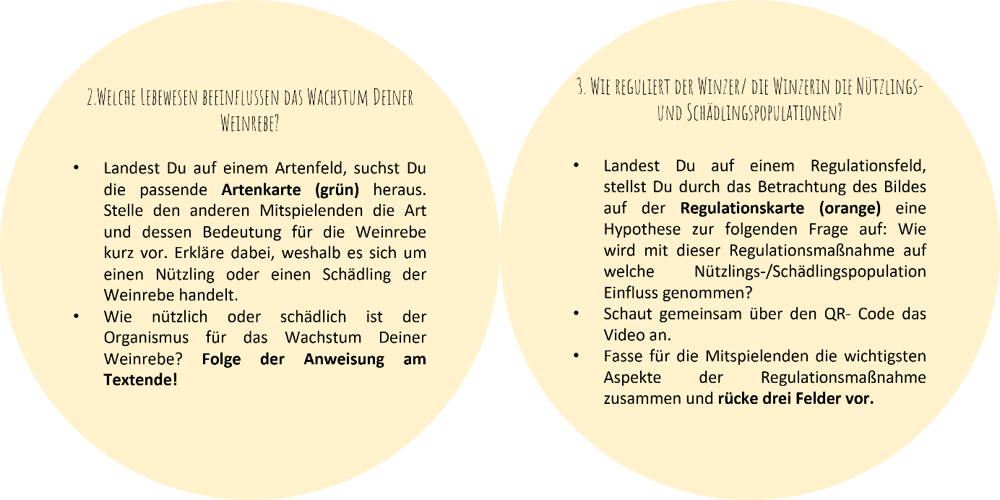 2.Welche Lebewesen beeinflussen das Wachstum Deiner
Weinrebe?
• Landest Du auf einem Artenfeld, suchst Du
die passende Artenkarte (grün) heraus.
Stelle den anderen Mitspielenden die Art
und dessen Bedeutung für die Weinrebe
kurz vor. Erkläre dabei, weshalb es sich um
einen Nützling oder einen Schädling der
Weinrebe handelt.
• Wie nützlich oder schädlich ist der
Organismus für das Wachstum Deiner
Weinrebe? Folge der Anweisung am
Textende!
3. Wie reguliert der Winzer/ die Winzerin die Nützlings-
und Schädlingspopulationen?
• Landest Du auf einem Regulationsfeld,
stellst Du durch das Betrachtung des Bildes
auf der Regulationskarte (orange) eine
Hypothese zur folgenden Frage auf: Wie
wird mit dieser Regulationsmaßnahme auf
welche Nützlings-/Schädlingspopulation
Einfluss genommen?
• Schaut gemeinsam über den QR- Code das
Video an.
• Fasse für die Mitspielenden die wichtigsten
Aspekte der Regulationsmaßnahme
zusammen und rücke drei Felder vor.